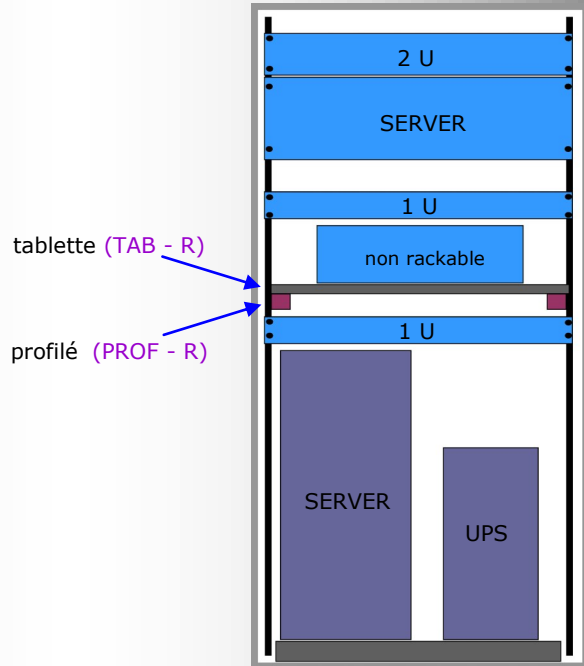 2 U
SERVER
1 U
tablette (TAB - R)
non rackable
profilé (PROF - R)
1 U
SERVER
UPS